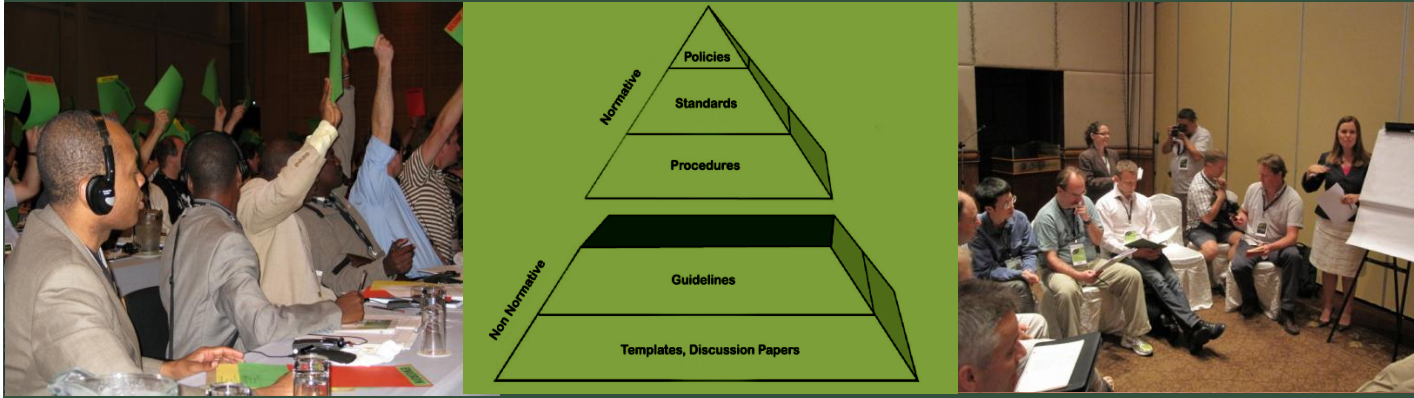 Policies
Normative
Standards
Procedures
Non Normative
Guidelines
Templates, Discussion Papers